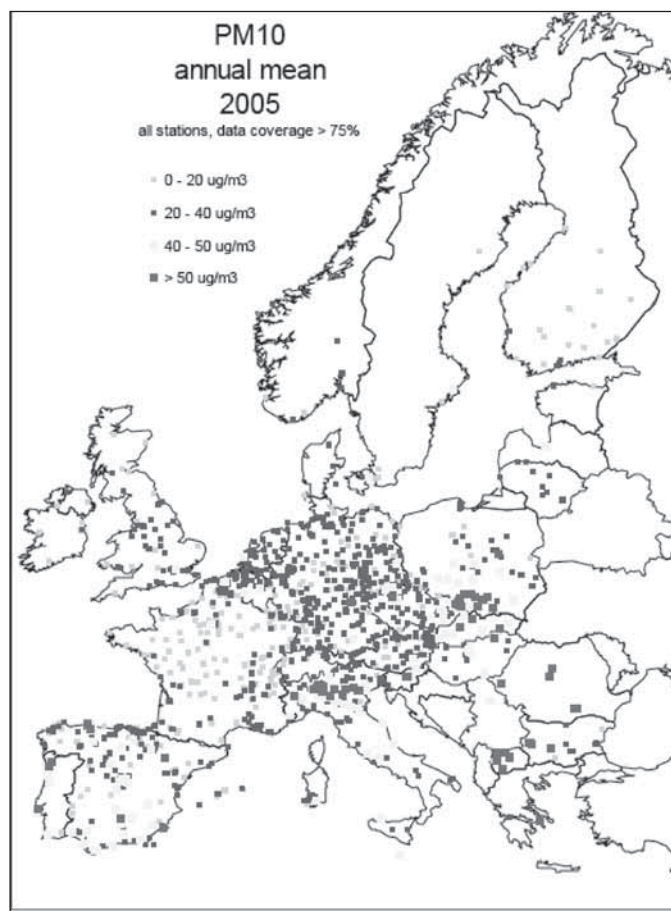 PM10
annual mean
2005
all stations, data coverage > 75%
0 - 20 ug/m3
20 - 40 ug/m3
40 - 50 ug/m3
> 50 ug/m3